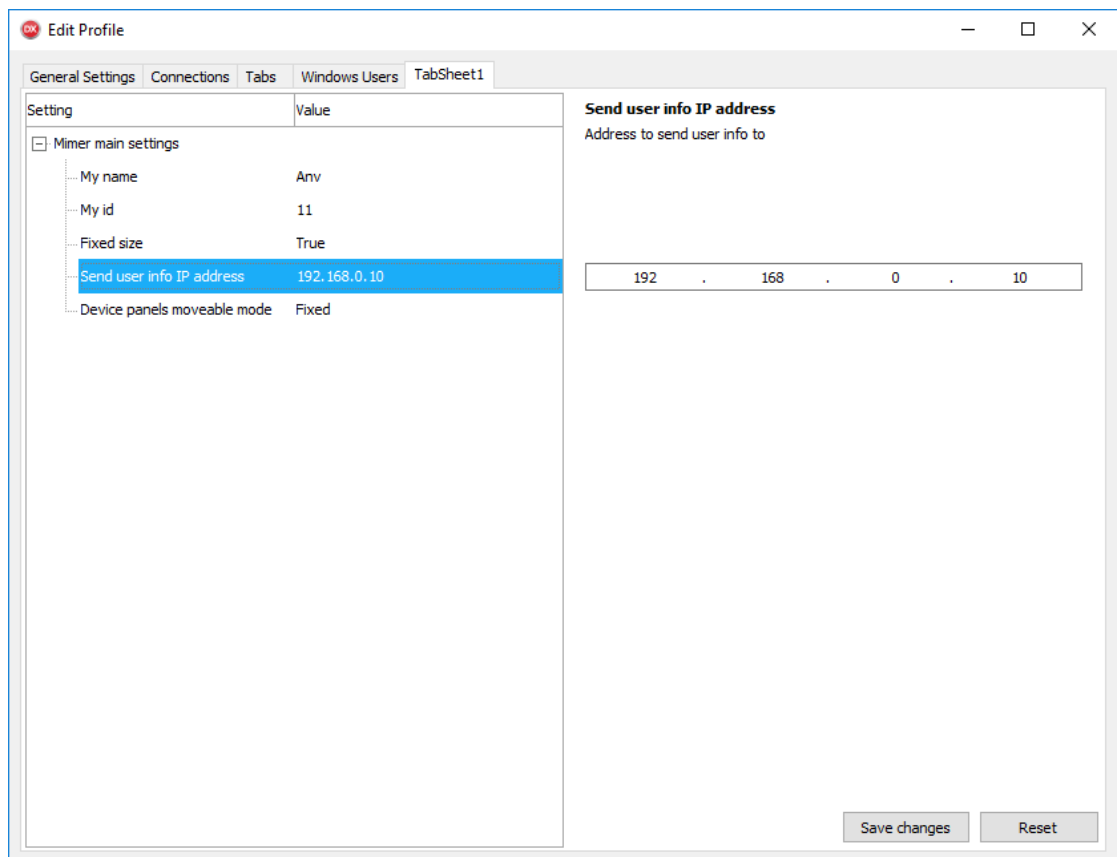 DX Edit Profile
General Settings Connections Tabs Windows Users TabSheet1
Setting Value
Mimer main settings
My name Anv
My id 11
Fixed size True
Send user info IP address 192.168.0.10
Device panels moveable mode Fixed
Send user info IP address
Address to send user info to
192 . 168 . 0 . 10
Save changes Reset